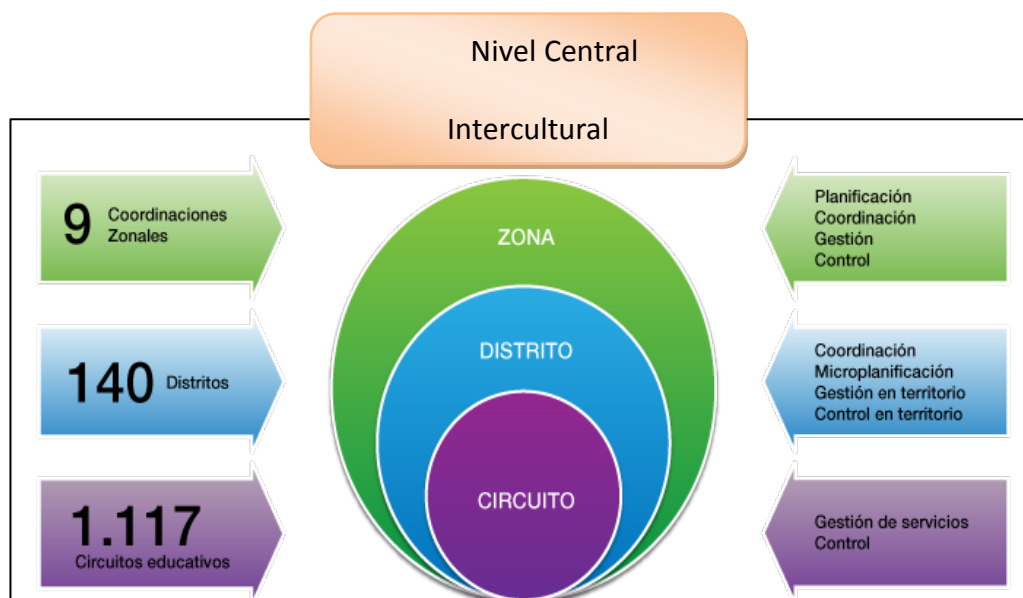 Nivel Central
Intercultural
9 Coordinaciones
Zonales
ZONA
Planificación
Coordinación
Gestión
Control
140 Distritos
DISTRITO
Coordinación
Microplanificación
Gestión en territorio
Control en territorio
1.117
Circuitos educativos
CIRCUITO
Gestión de servicios
Control